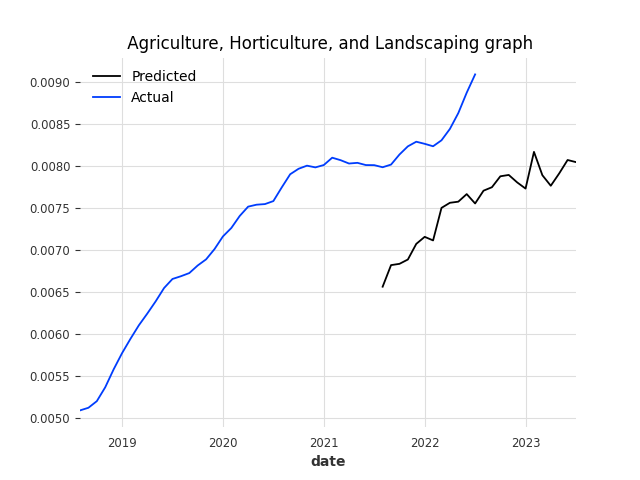 Agriculture, Horticulture, and Landscaping graph
Predicted
Actual
0.0090
0.0085
0.0080
0.0075
0.0070
0.0065
0.0060
0.0055
0.0050
2019 2020 2021 2022 2023
date